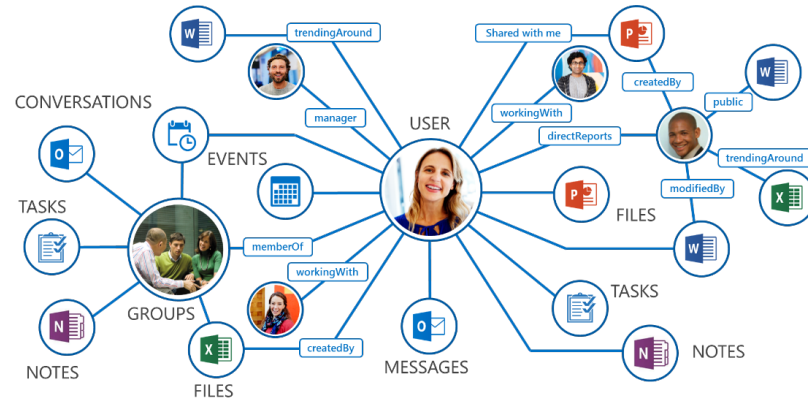 W
trendingAround
Shared with me
P
W
CONVERSATIONS
createdBy
public
manager
USER
workingWith
O
EVENTS
directReports
trendingAround
TASKS
modifiedBy
P
X
FILES
memberOf
W
workingWith
TASKS
GROUPS
N
X
createdBy
O
N
NOTES
MESSAGES
NOTES
FILES